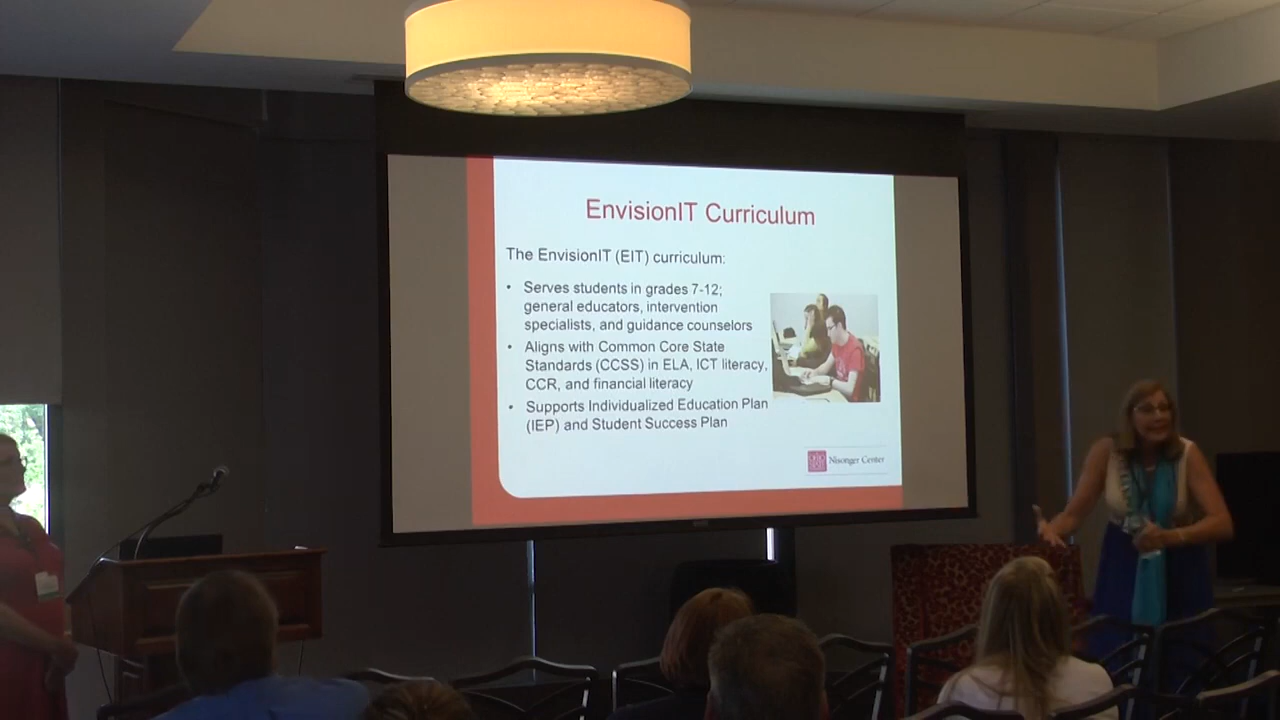 EnvisionIT Curriculum
The EnvisionIT (EIT) curriculum:
• Serves students in grades 7-12;
general educators, intervention
specialists, and guidance counselors
• Aligns with Common Core State
Standards (CCSS) in ELA, ICT literacy,
CCR, and financial literacy
• Supports Individualized Education Plan
(IEP) and Student Success Plan
Nisonger Center